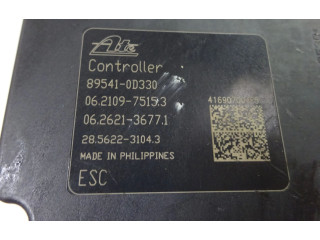 Ate
Controller
89541-0D330
06.2109-7515.3
06.2621-3677.1
28.5622-3104.3
MADE IN PHILIPPINES
ESC